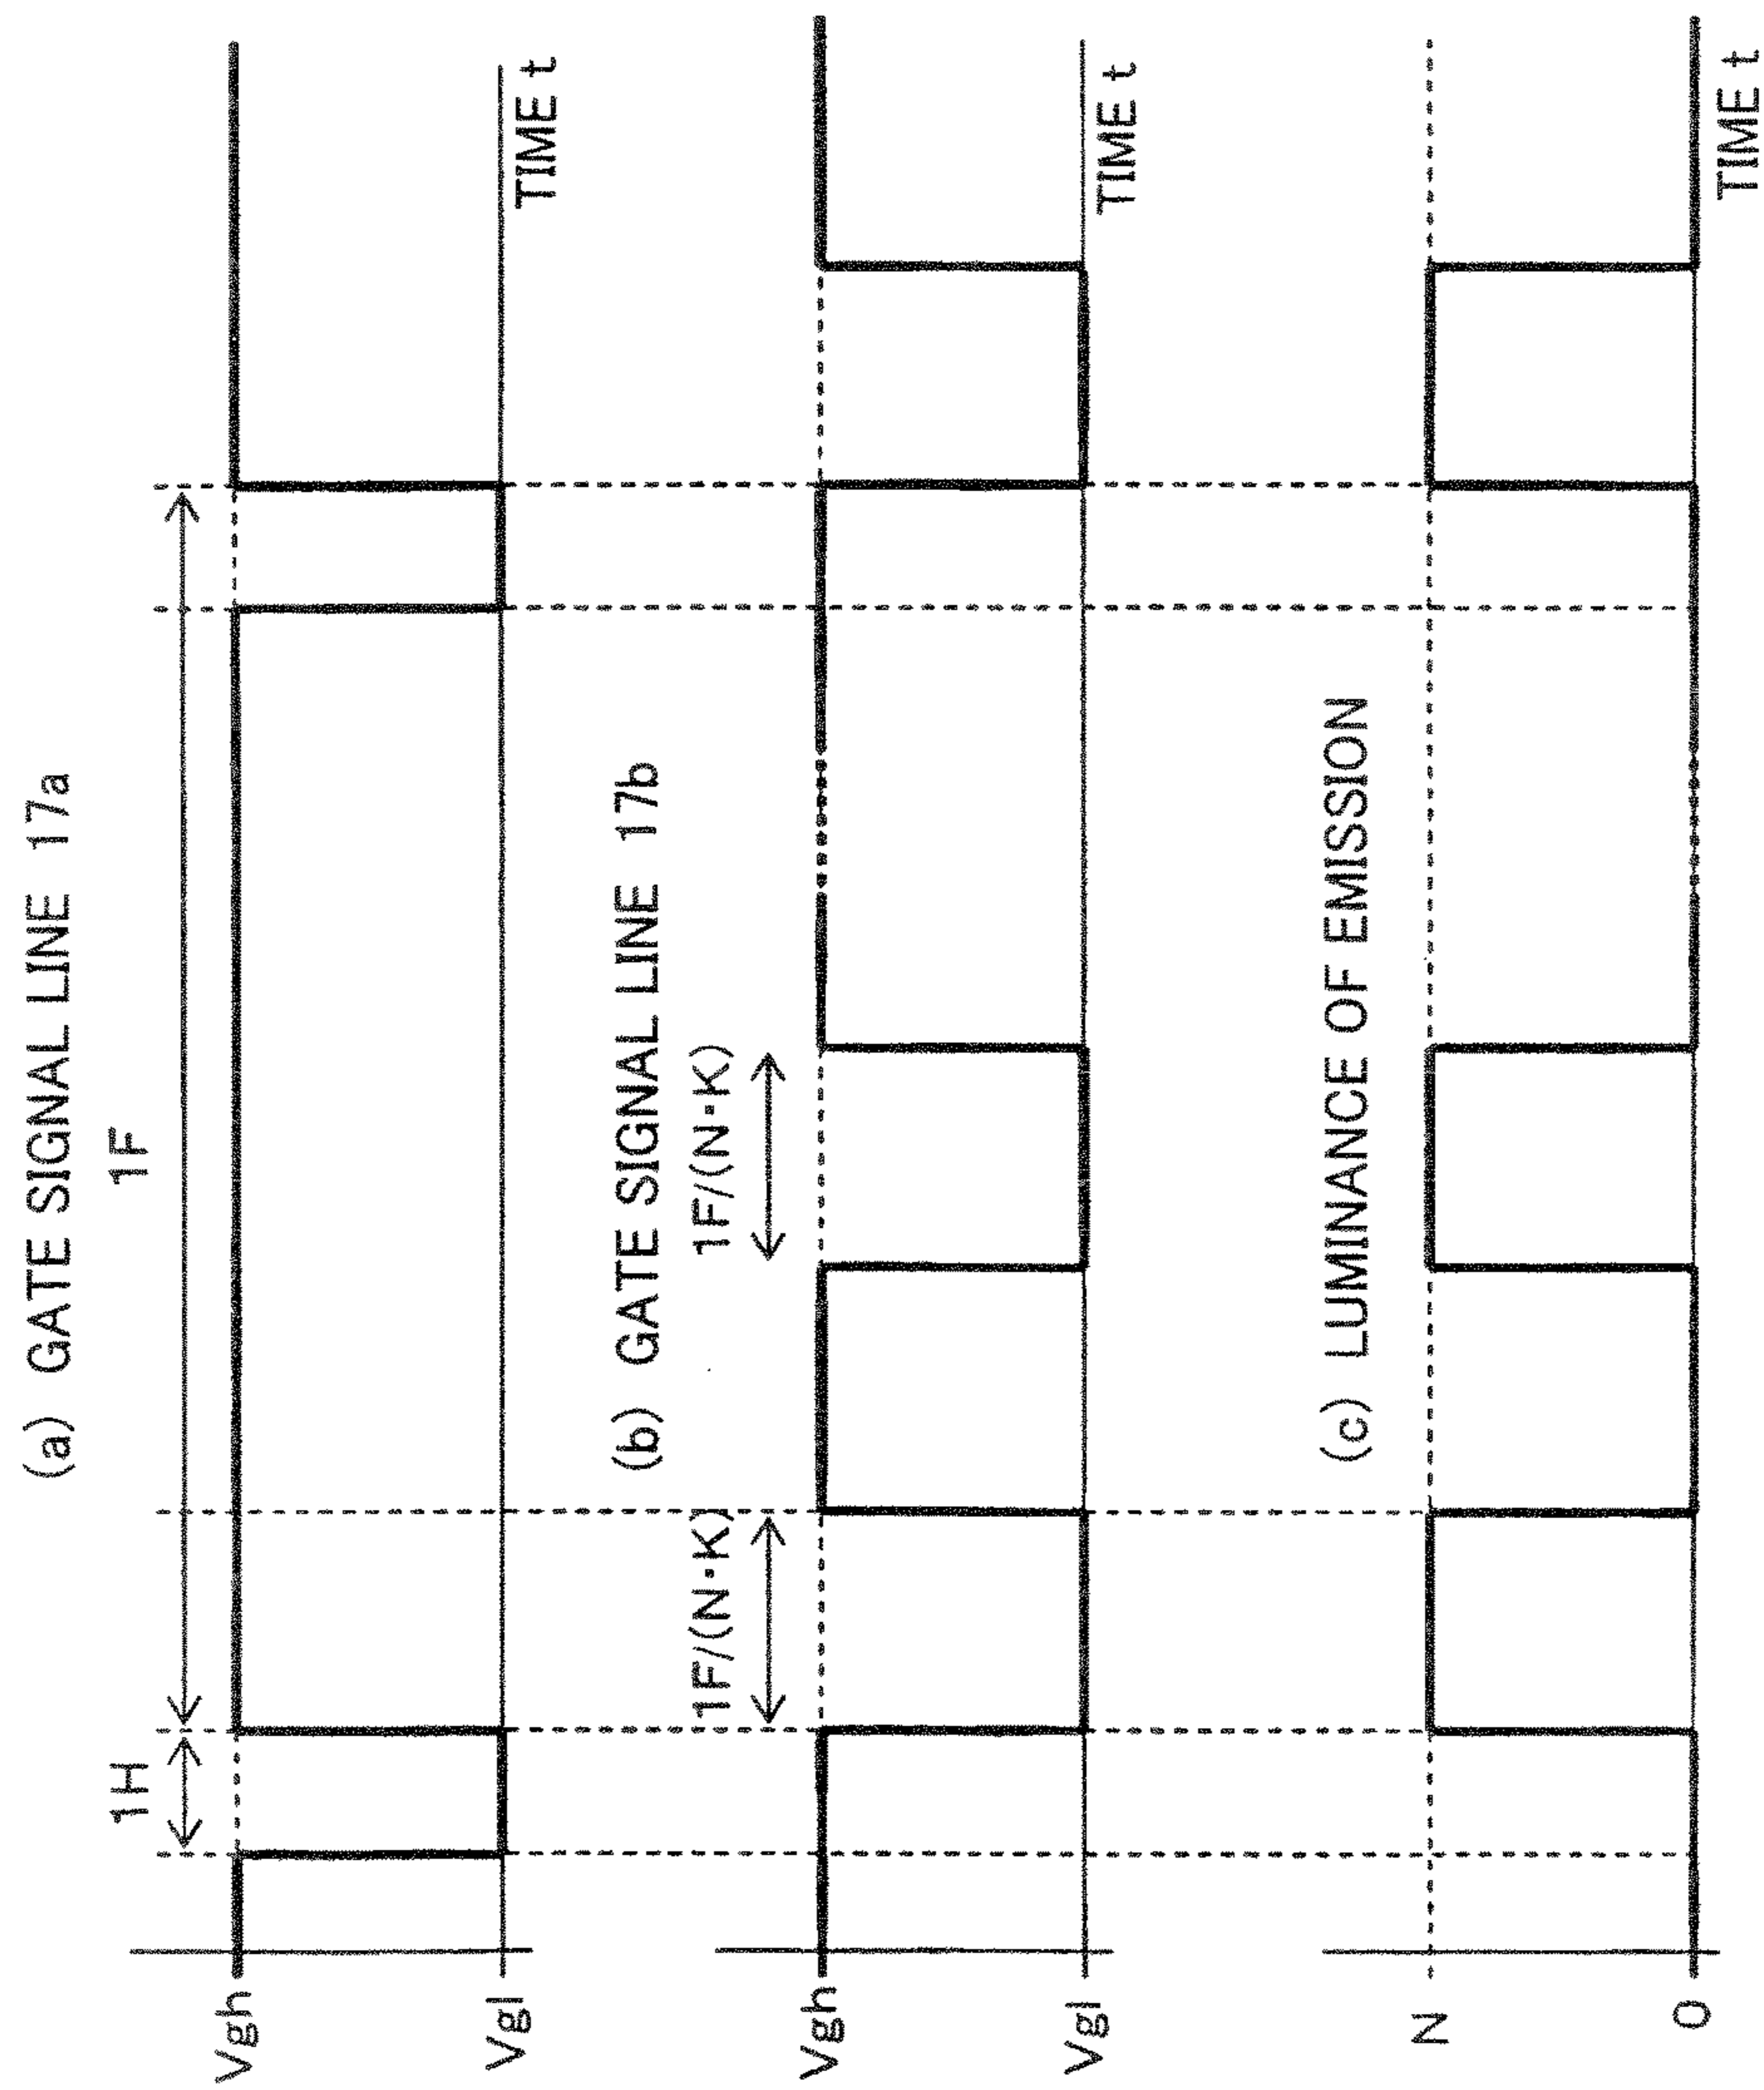 (a) GATE SIGNAL LINE 17a
1H
1F
Vgh
Vgl
TIME t
(b) GATE SIGNAL LINE 17b
1F/(N·K)
1F/(N·K)
Vgh
Vgl
TIME t
(c) LUMINANCE OF EMISSION
N
0
TIME t